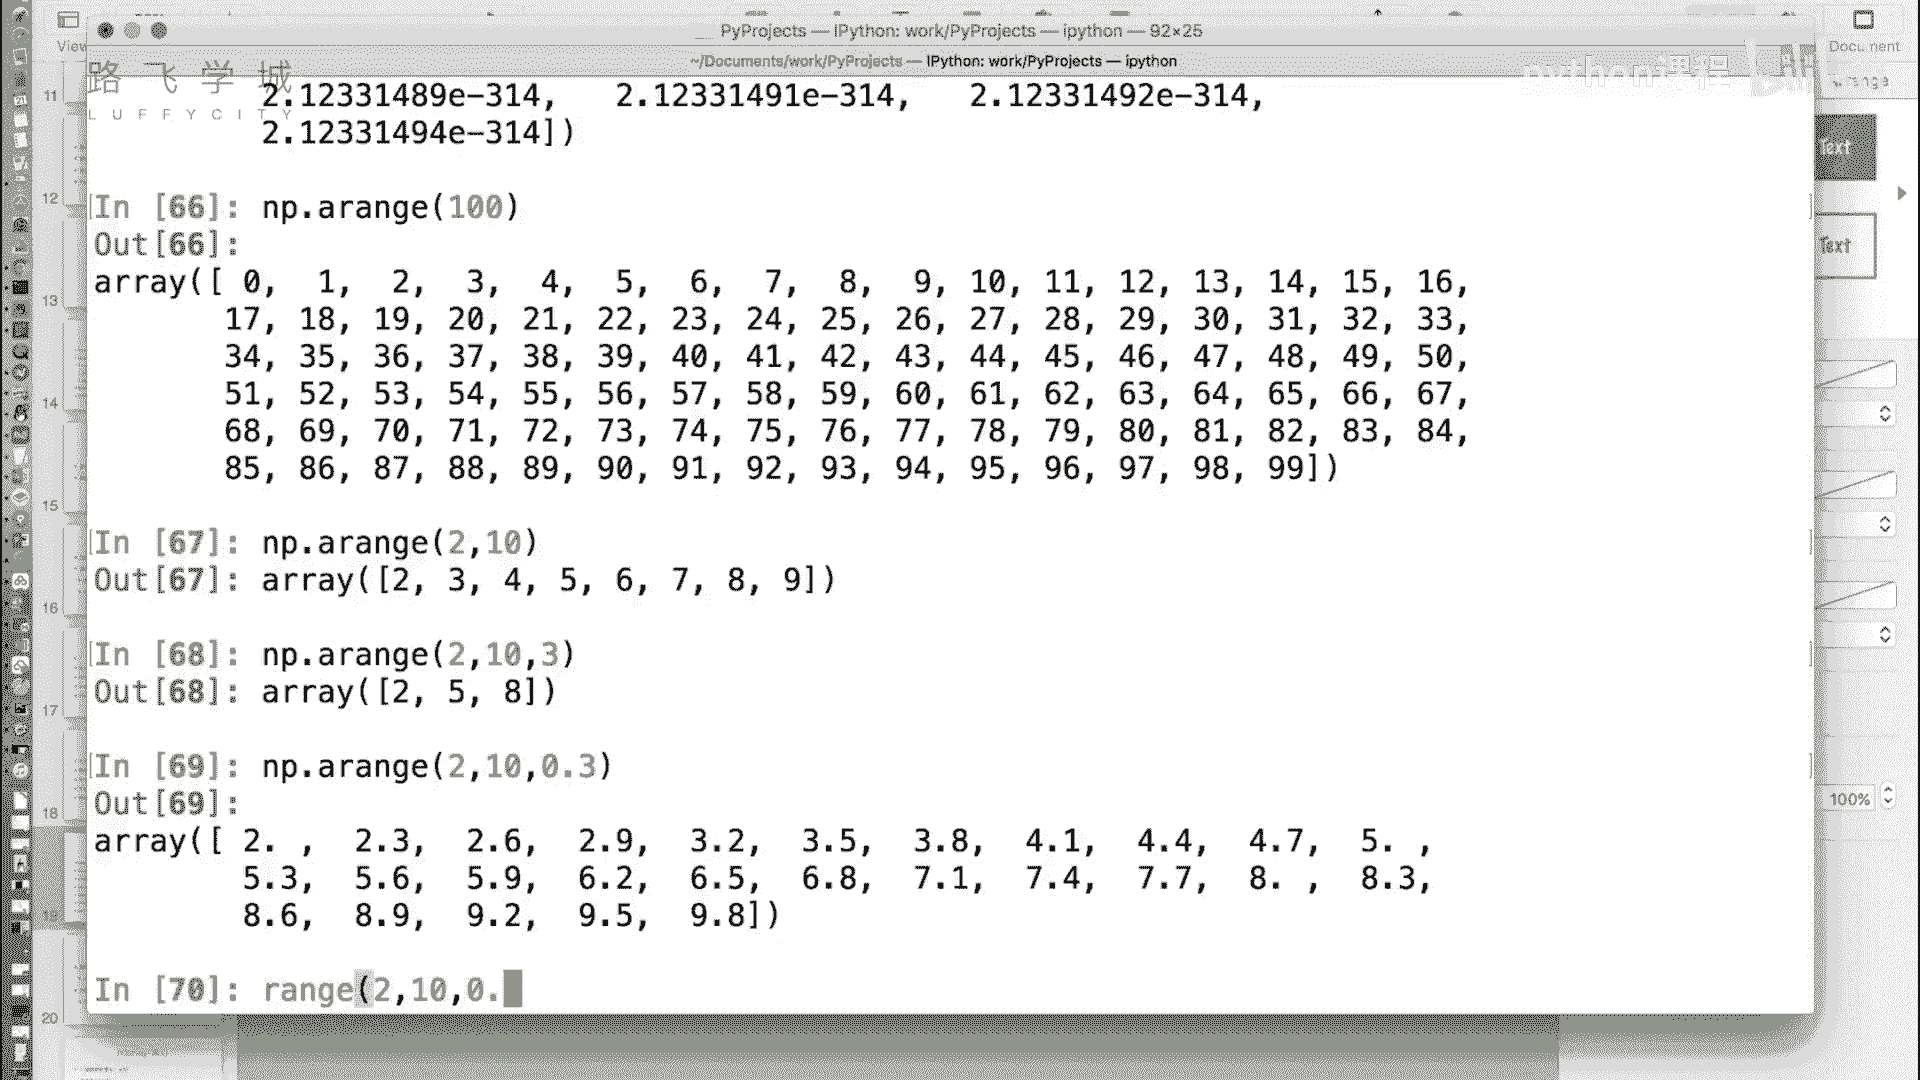 PyProjects — IPython: work/PyProjects — ipython — 92×25
~/Documents/work/PyProjects — IPython: work/PyProjects — ipython
View
Document
路飞学城
LUFFYCITY
python课程
2.12331489e-314, 2.12331491e-314, 2.12331492e-314,
2.12331494e-314])
In [66]: np.arange(100)
Out[66]:
array([ 0, 1, 2, 3, 4, 5, 6, 7, 8, 9, 10, 11, 12, 13, 14, 15, 16,
17, 18, 19, 20, 21, 22, 23, 24, 25, 26, 27, 28, 29, 30, 31, 32, 33,
34, 35, 36, 37, 38, 39, 40, 41, 42, 43, 44, 45, 46, 47, 48, 49, 50,
51, 52, 53, 54, 55, 56, 57, 58, 59, 60, 61, 62, 63, 64, 65, 66, 67,
68, 69, 70, 71, 72, 73, 74, 75, 76, 77, 78, 79, 80, 81, 82, 83, 84,
85, 86, 87, 88, 89, 90, 91, 92, 93, 94, 95, 96, 97, 98, 99])
In [67]: np.arange(2,10)
Out[67]: array([2, 3, 4, 5, 6, 7, 8, 9])
In [68]: np.arange(2,10,3)
Out[68]: array([2, 5, 8])
In [69]: np.arange(2,10,0.3)
Out[69]:
array([ 2. , 2.3, 2.6, 2.9, 3.2, 3.5, 3.8, 4.1, 4.4, 4.7, 5. ,
5.3, 5.6, 5.9, 6.2, 6.5, 6.8, 7.1, 7.4, 7.7, 8. , 8.3,
8.6, 8.9, 9.2, 9.5, 9.8])
In [70]: range(2,10,0.
11
12
13
14
15
16
17
18
19
20
Text
Text
100%